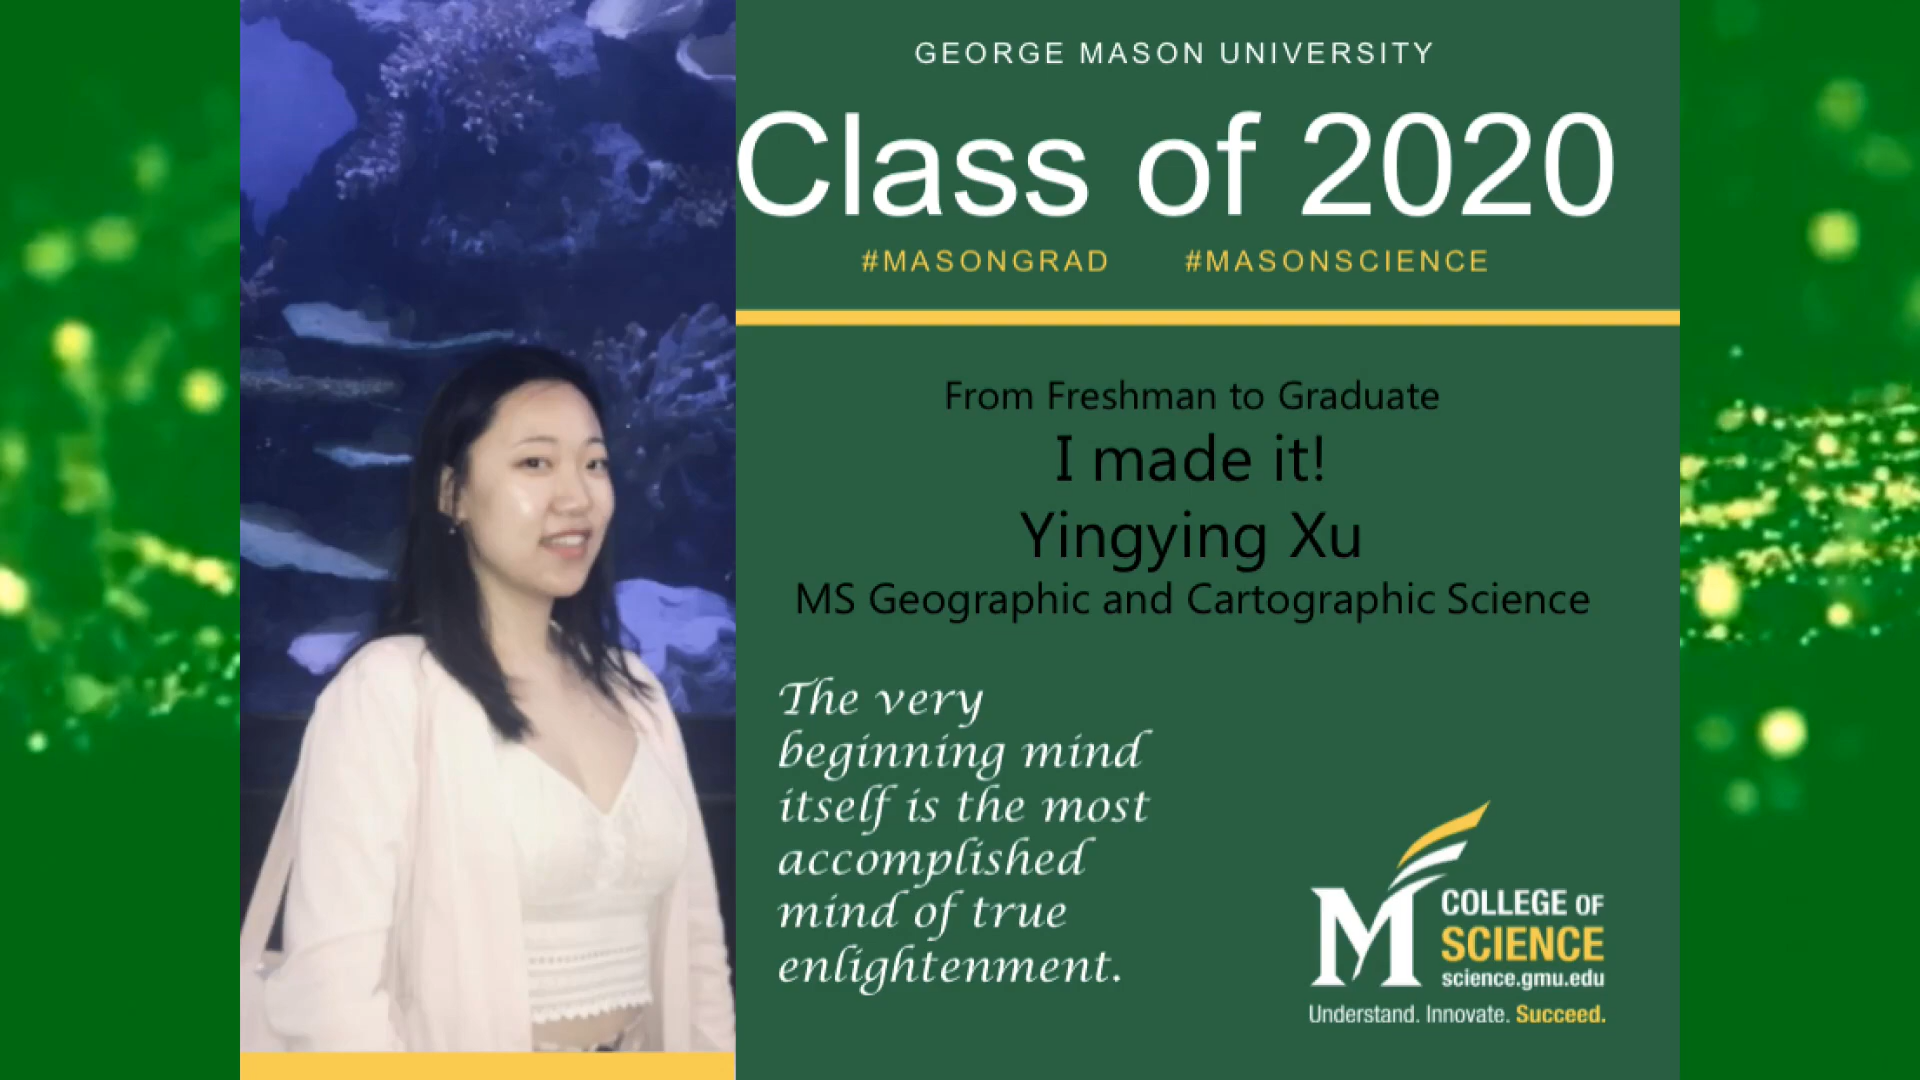 GEORGE MASON UNIVERSITY
Class of 2020
#MASONGRAD #MASONSCIENCE
From Freshman to Graduate
I made it!
Yingying Xu
MS Geographic and Cartographic Science
The very
beginning mind
itself is the most
accomplished
mind of true
enlightenment.
M
COLLEGE OF
SCIENCE
science.gmu.edu
Understand. Innovate. Succeed.